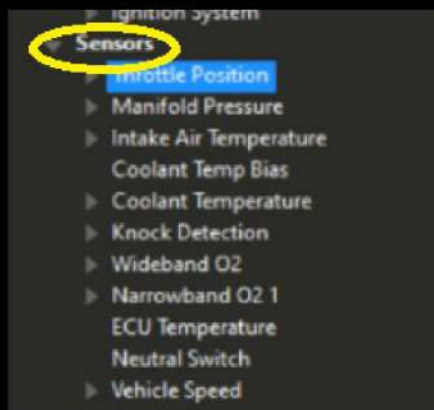 Ignition System
Sensors
Throttle Position
Manifold Pressure
Intake Air Temperature
Coolant Temp Bias
Coolant Temperature
Knock Detection
Wideband O2
Narrowband O2 1
ECU Temperature
Neutral Switch
Vehicle Speed